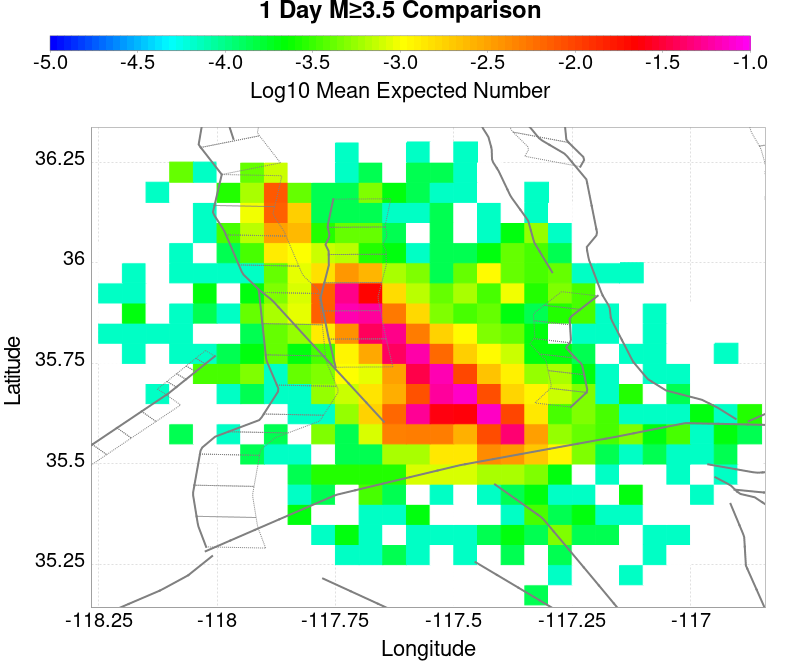 1 Day M≥3.5 Comparison
-5.0 -4.5 -4.0 -3.5 -3.0 -2.5 -2.0 -1.5 -1.0
Log10 Mean Expected Number
36.25
36
35.75
35.5
35.25
Latitude
-118.25 -118 -117.75 -117.5 -117.25 -117
Longitude